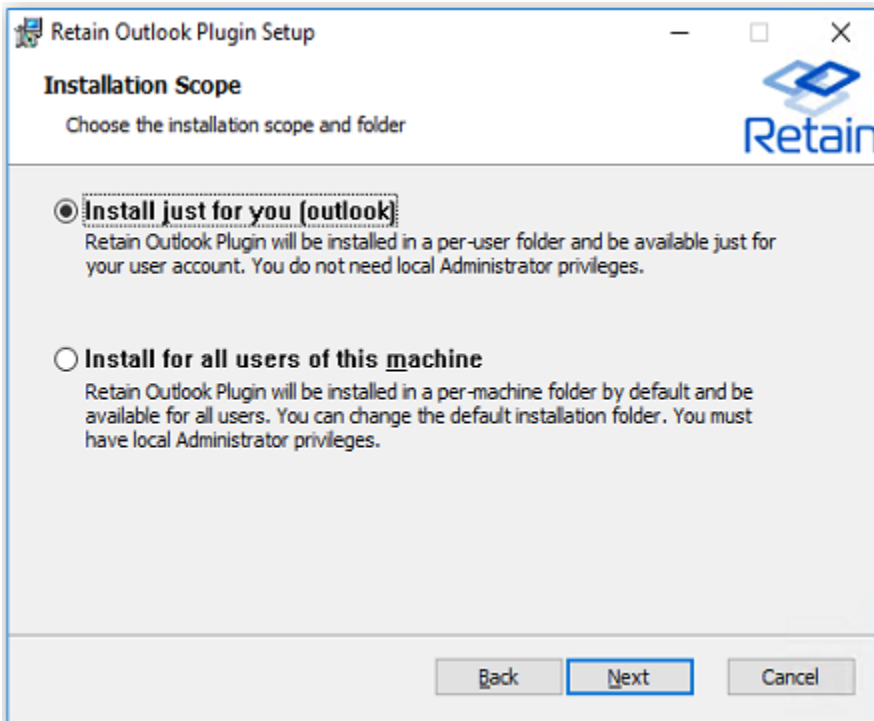 Retain Outlook Plugin Setup
Installation Scope
Choose the installation scope and folder
Retain
Install just for you (outlook)
Retain Outlook Plugin will be installed in a per-user folder and be available just for
your user account. You do not need local Administrator privileges.
Install for all users of this machine
Retain Outlook Plugin will be installed in a per-machine folder by default and be
available for all users. You can change the default installation folder. You must
have local Administrator privileges.
Back
Next
Cancel